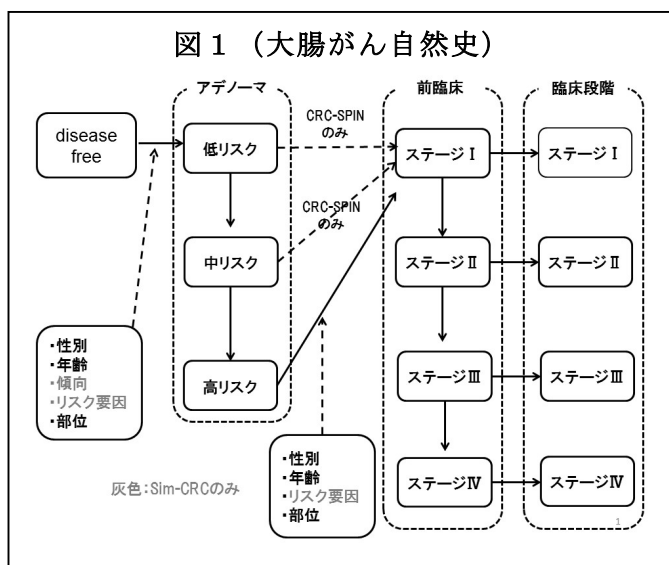 図１（大腸がん自然史）
アデノーマ
前臨床
臨床段階
disease
free
低リスク
中リスク
高リスク
CRC-SPIN
のみ
CRC-SPIN
のみ
ステージⅠ
ステージⅡ
ステージⅢ
ステージⅣ
ステージⅠ
ステージⅡ
ステージⅢ
ステージⅣ
・性別
・年齢
・傾向
・リスク要因
・部位
・性別
・年齢
・リスク要因
・部位
灰色：Sim-CRCのみ
1